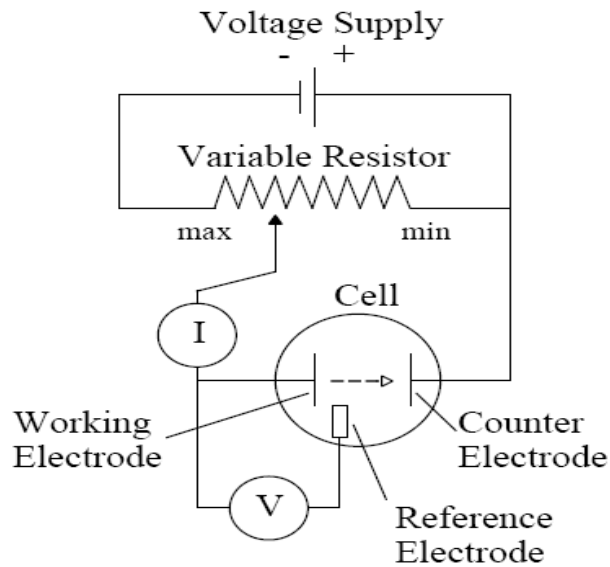 Voltage Supply
- +
Variable Resistor
max min
Cell
I
Working
Electrode
Counter
Electrode
V
Reference
Electrode